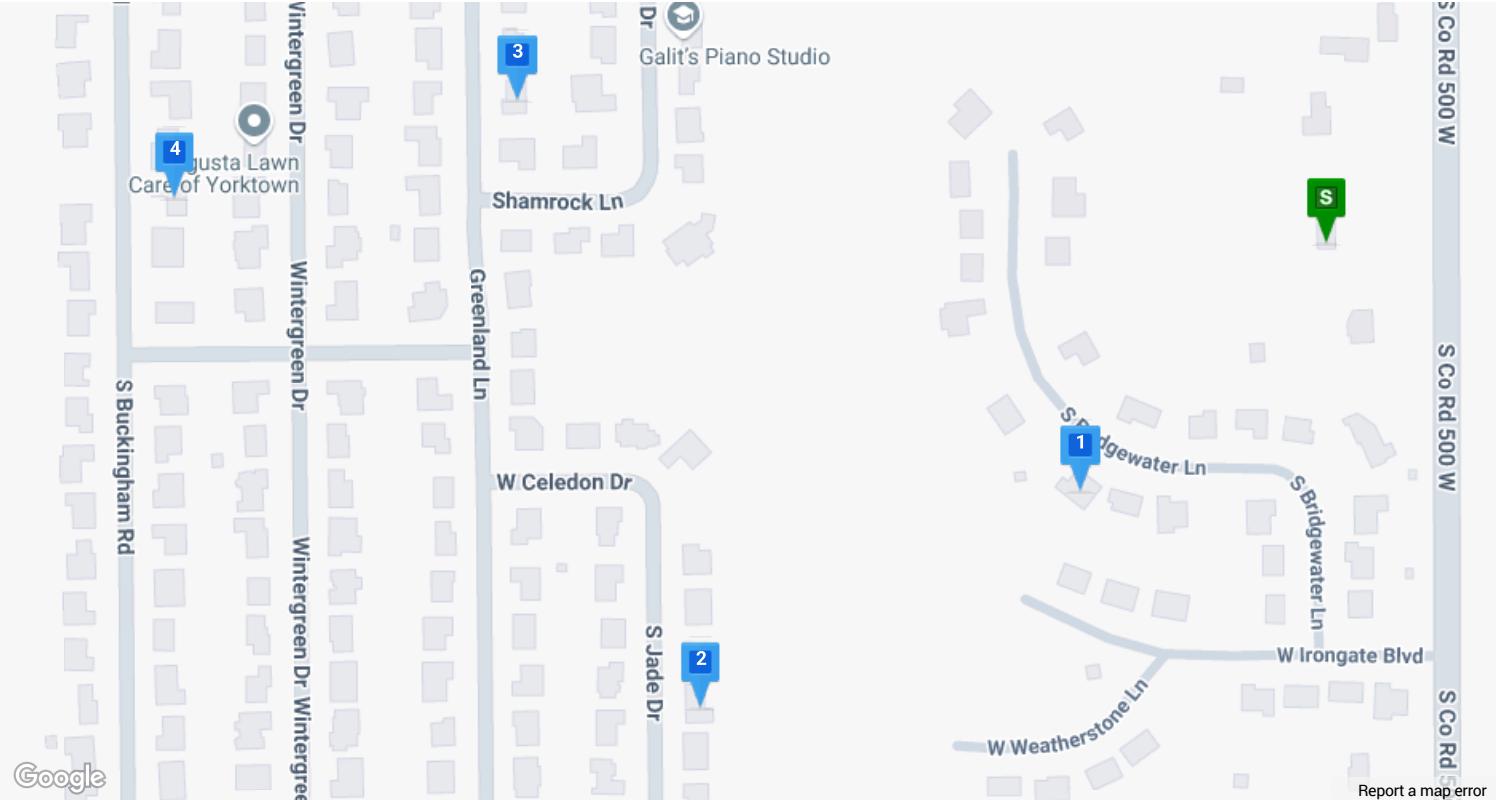 Dr
S Co Rd 500 W
Wintergreen Dr
3
Galit's Piano Studio
4
gusta Lawn
Care of Yorktown
Shamrock Ln
S
Greenland Ln
Wintergreen Dr
S Co Rd 500 W
S Buckingham Rd
S Bridgewater Ln
1
W Celedon Dr
S Bridgewater Ln
Wintergreen Dr
S Jade Dr
2
W Irongate Blvd
W Weatherstone Ln
S Co Rd 5
Wintergree
Google
Report a map error